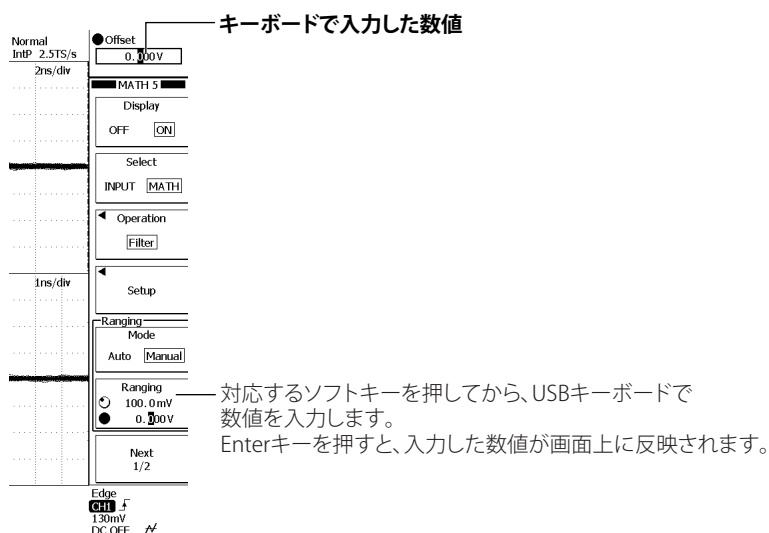 キーボードで入力した数値
Normal
IntP 2.5TS/s
2ns/div
Offset
0.000V
MATH 5
Display
OFF ON
Select
INPUT MATH
Operation
Filter
1ns/div
Setup
Ranging
Mode
Auto Manual
Ranging
100.0mV
0.000V
対応するソフトキーを押してから、USBキーボードで
数値を入力します。
Enterキーを押すと、入力した数値が画面上に反映されます。
Next
1/2
Edge
CH1
130mV
DC OFF